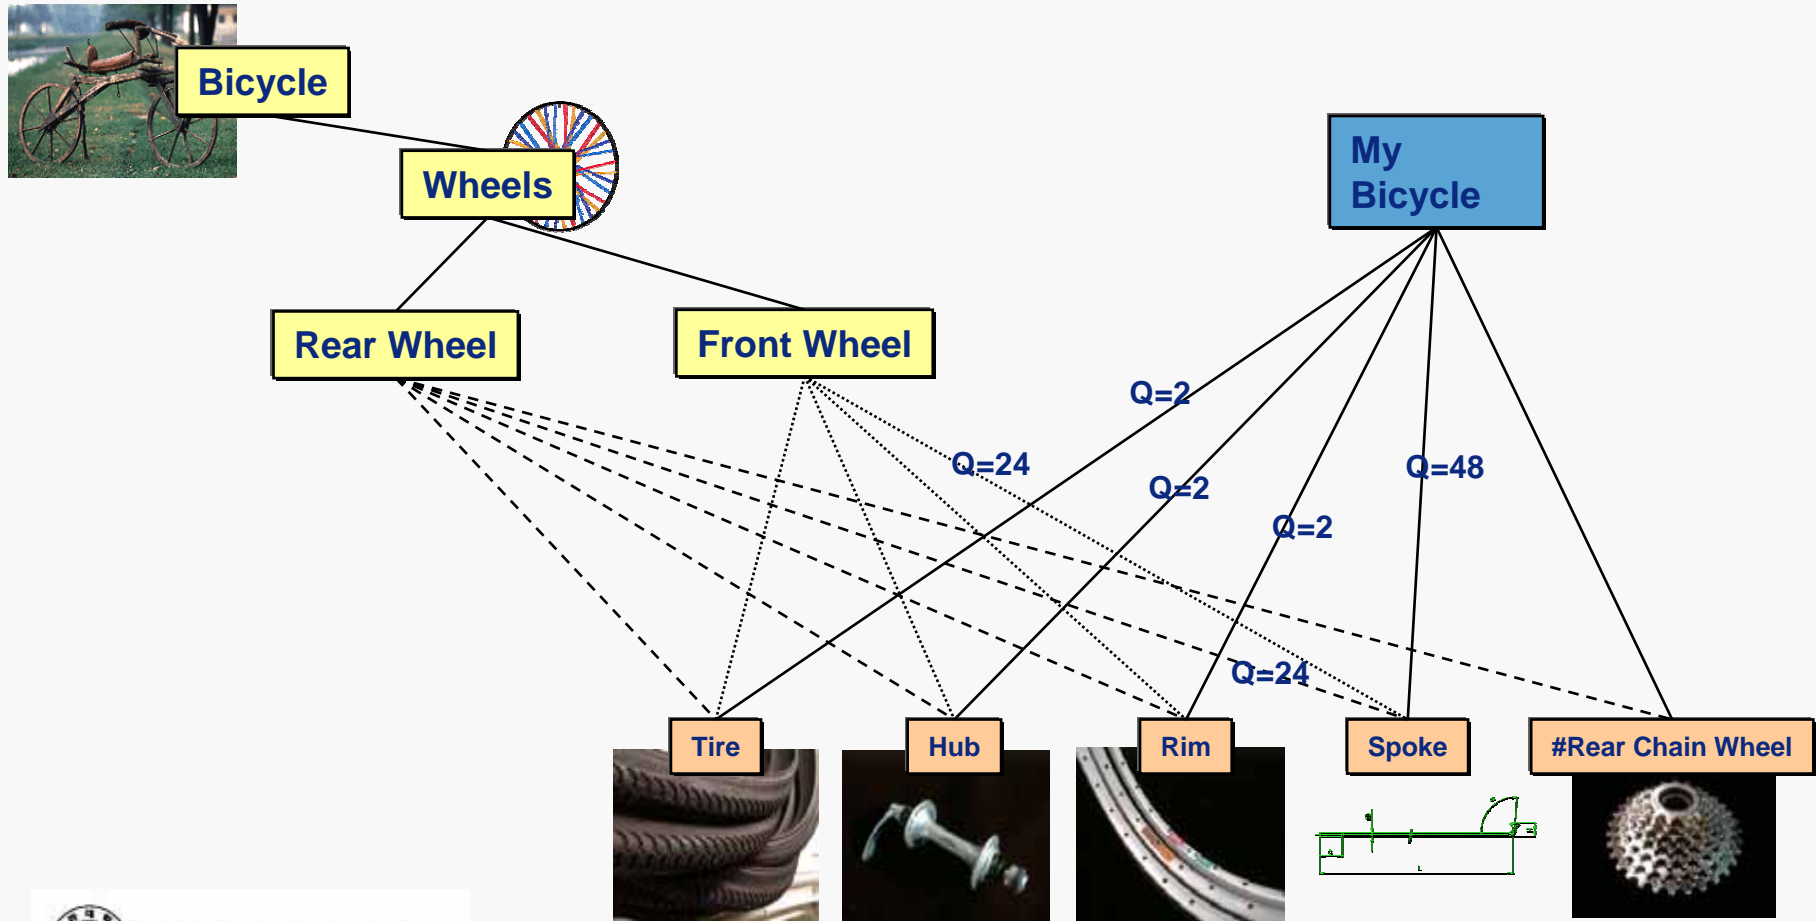 Bicycle
Wheels
My
Bicycle
Rear Wheel
Front Wheel
Q=2
Q=24
Q=2
Q=48
Q=2
Q=24
Tire
Hub
Rim
Spoke
#Rear Chain Wheel
L